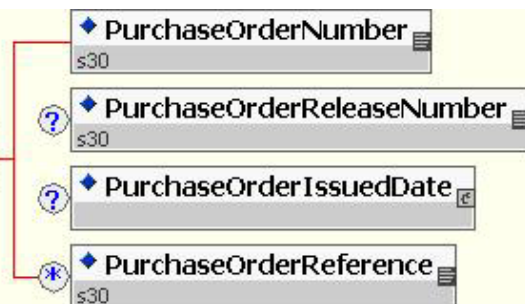 PurchaseOrderNumber
s30
? PurchaseOrderReleaseNumber
s30
? PurchaseOrderIssuedDate
c
* PurchaseOrderReference
s30